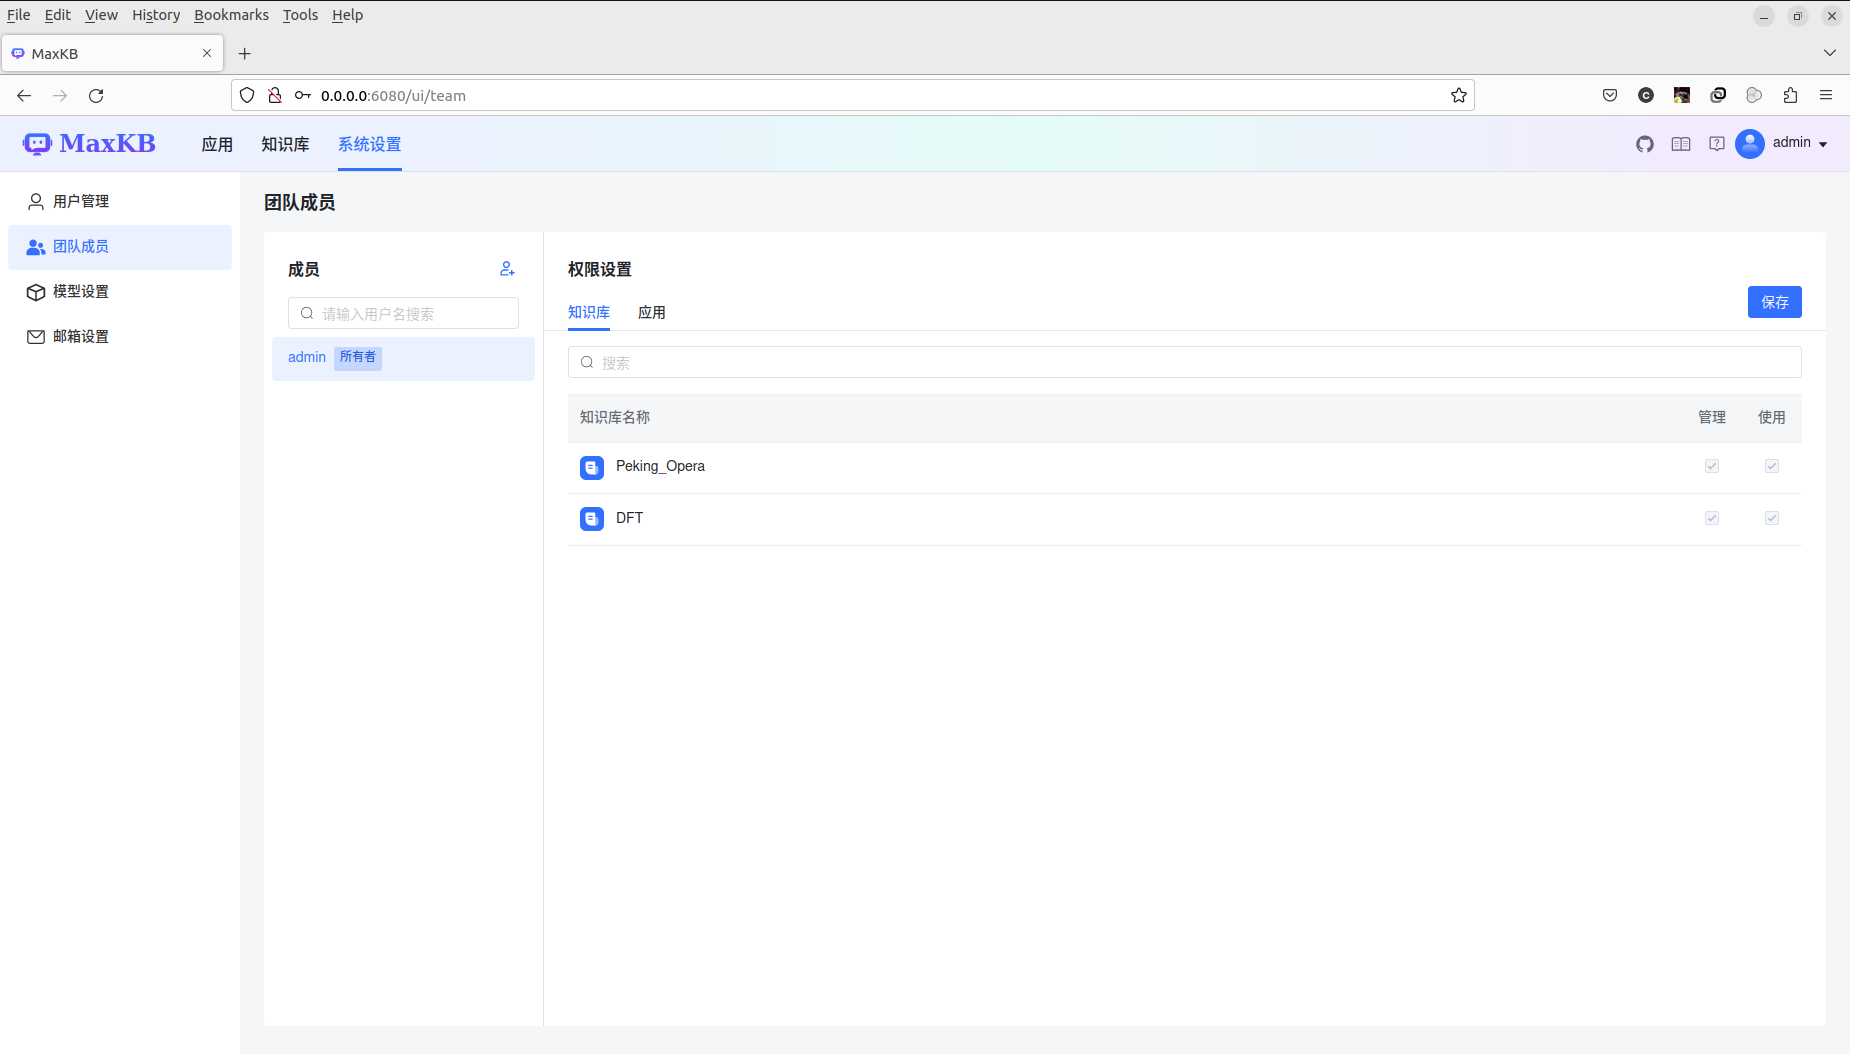 File Edit View History Bookmarks Tools Help
MaxKB
0.0.0.0:6080/ui/team
MaxKB 应用 知识库 系统设置 admin
用户管理
团队成员
模型设置
邮箱设置
团队成员
成员
请输入用户名搜索
admin 所有者
权限设置
知识库 应用 保存
搜索
知识库名称 管理 使用
Peking_Opera
DFT